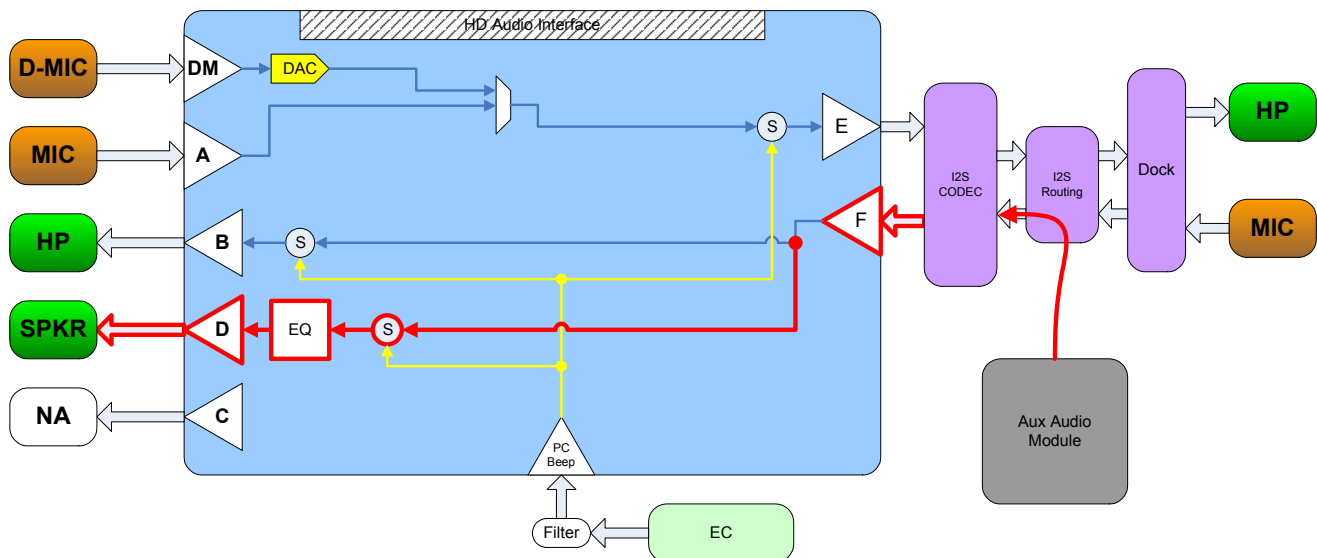 HD Audio Interface
D-MIC
DM
DAC
MIC
A
S
E
I2S
CODEC
I2S
Routing
Dock
HP
HP
B
S
F
MIC
SPKR
D
EQ
S
NA
C
PC
Beep
Aux Audio
Module
Filter
EC